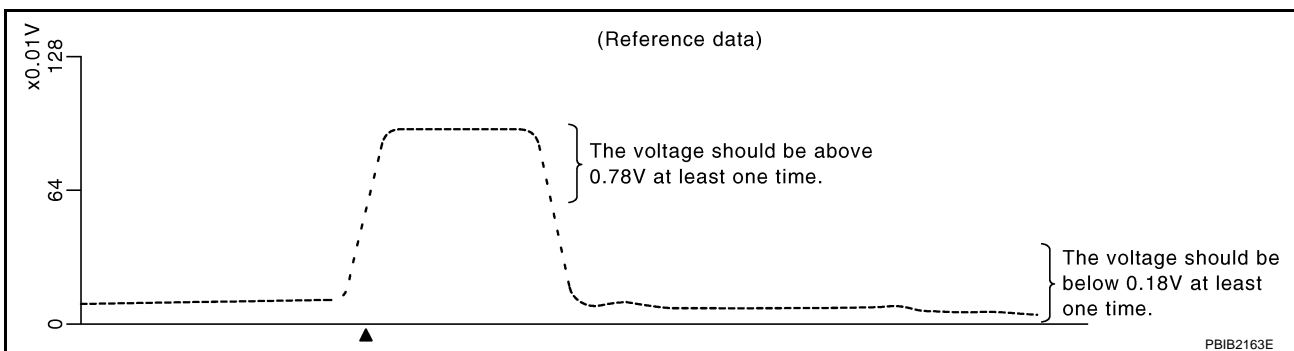 (Reference data)
x0.01V
128
64
0
The voltage should be above
0.78V at least one time.
The voltage should be
below 0.18V at least
one time.
PBIB2163E